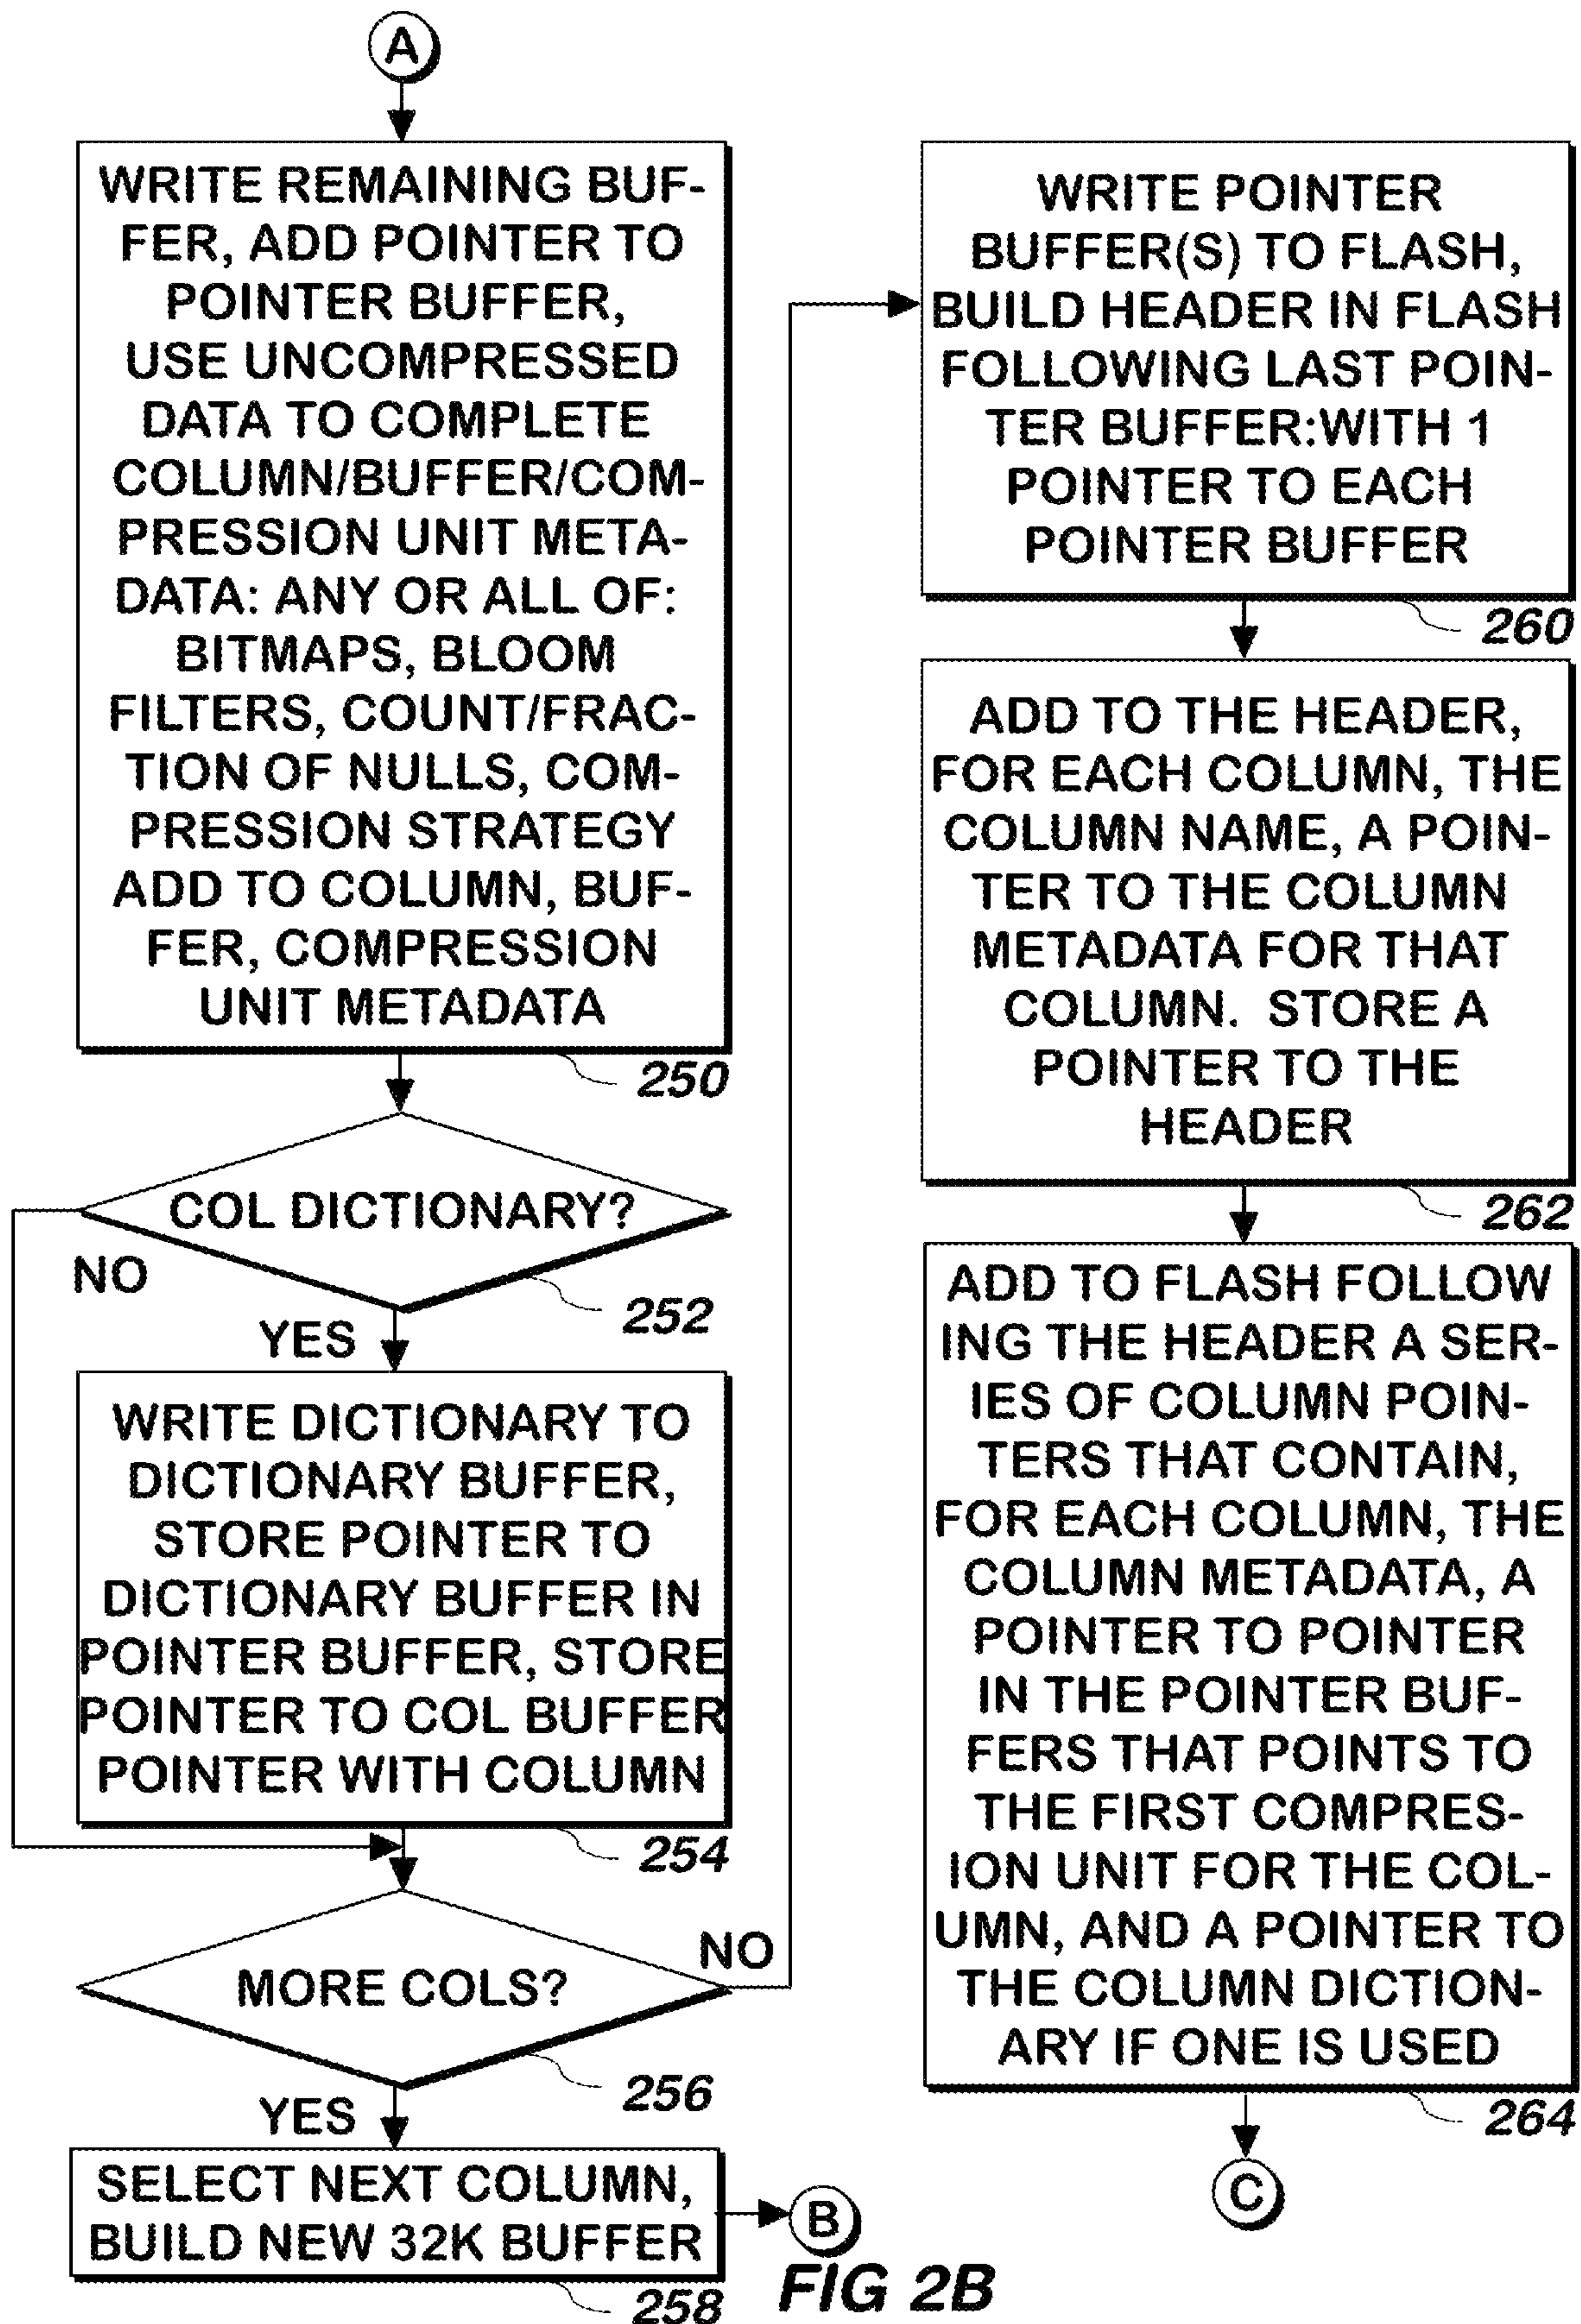 A
WRITE REMAINING BUF-
FER, ADD POINTER TO
POINTER BUFFER,
USE UNCOMPRESSED
DATA TO COMPLETE
COLUMN/BUFFER/COM-
PRESSION UNIT META-
DATA: ANY OR ALL OF:
BITMAPS, BLOOM
FILTERS, COUNT/FRAC-
TION OF NULLS, COM-
PRESSION STRATEGY
ADD TO COLUMN, BUF-
FER, COMPRESSION
UNIT METADATA
250
COL DICTIONARY?
NO
252
YES
WRITE DICTIONARY TO
DICTIONARY BUFFER,
STORE POINTER TO
DICTIONARY BUFFER IN
POINTER BUFFER, STORE
POINTER TO COL BUFFER
POINTER WITH COLUMN
254
NO
MORE COLS?
256
YES
SELECT NEXT COLUMN,
BUILD NEW 32K BUFFER
258
B
WRITE POINTER
BUFFER(S) TO FLASH,
BUILD HEADER IN FLASH
FOLLOWING LAST POIN-
TER BUFFER:WITH 1
POINTER TO EACH
POINTER BUFFER
260
ADD TO THE HEADER,
FOR EACH COLUMN, THE
COLUMN NAME, A POIN-
TER TO THE COLUMN
METADATA FOR THAT
COLUMN. STORE A
POINTER TO THE
HEADER
262
ADD TO FLASH FOLLOW
ING THE HEADER A SER-
IES OF COLUMN POIN-
TERS THAT CONTAIN,
FOR EACH COLUMN, THE
COLUMN METADATA, A
POINTER TO POINTER
IN THE POINTER BUF-
FERS THAT POINTS TO
THE FIRST COMPRES-
ION UNIT FOR THE COL-
UMN, AND A POINTER TO
THE COLUMN DICTION-
ARY IF ONE IS USED
264
C
FIG 2B